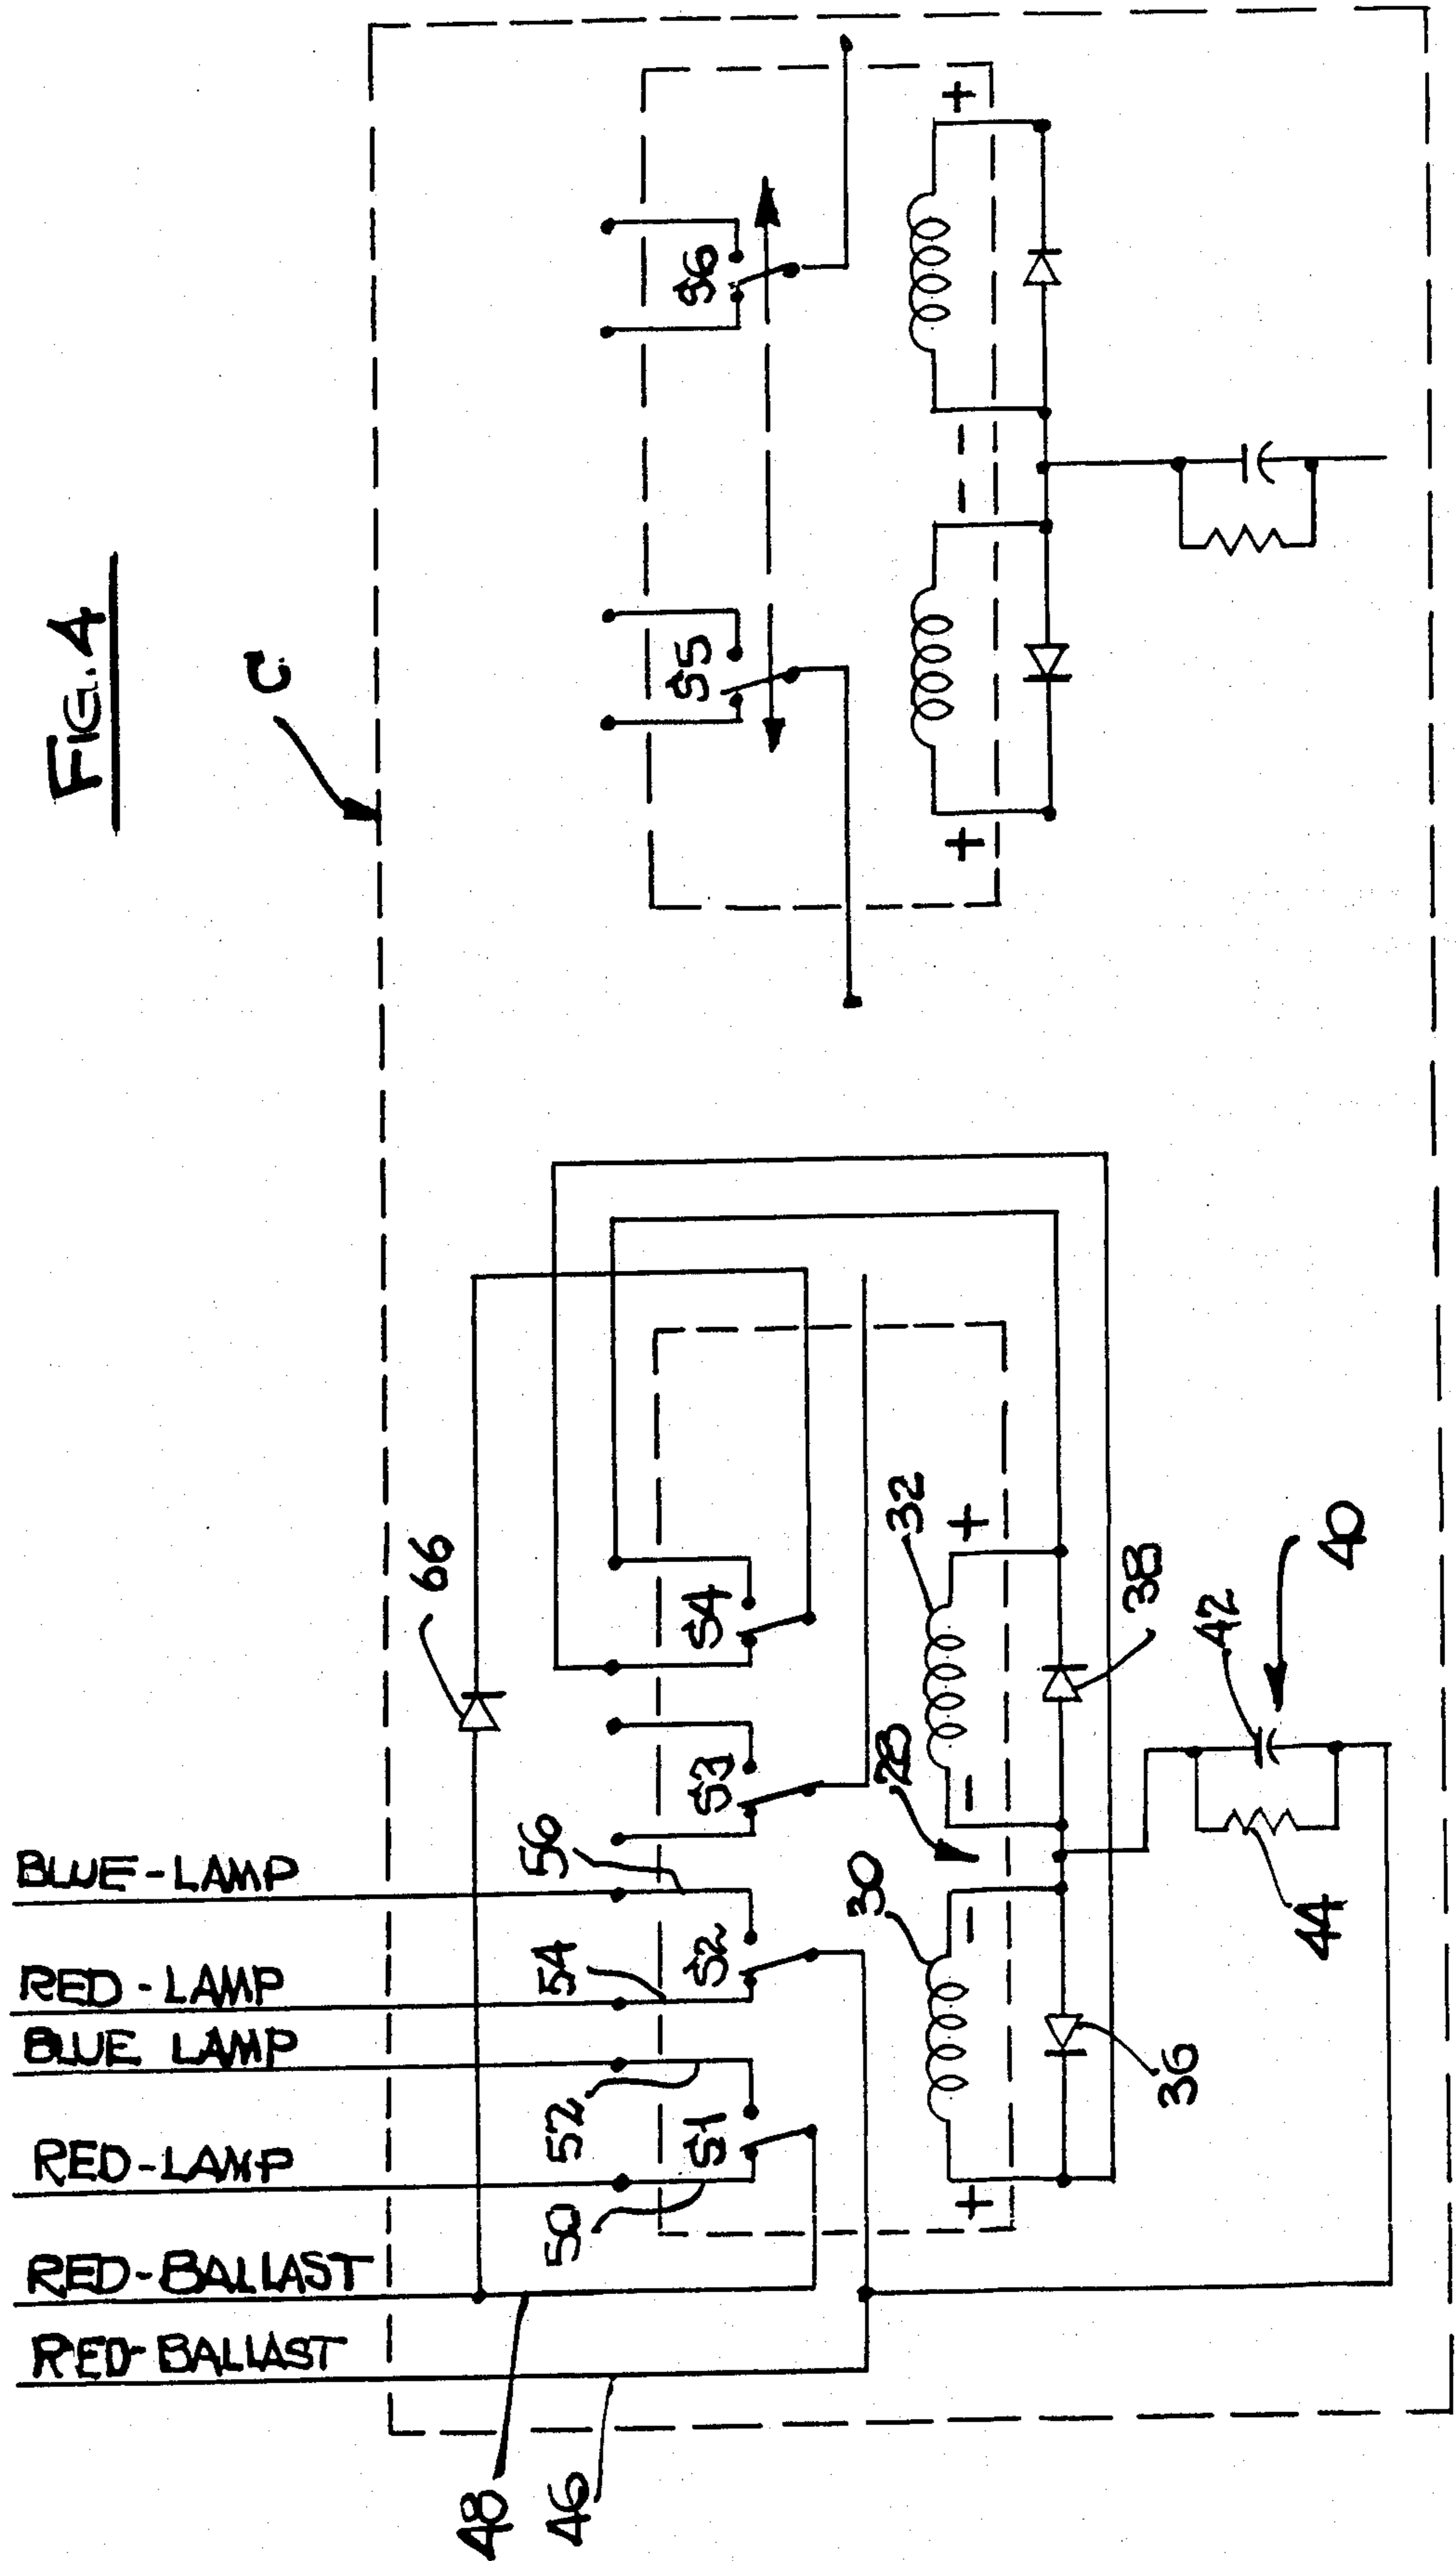 FIG. 4
C
BLUE-LAMP
RED-LAMP
BLUE LAMP
RED-LAMP
RED-BALLAST
RED-BALLAST
48
46
66
56
54
52
50
S1
S2
S3
S4
S5
S6
28
30
32
+
-
-
+
+
-
-
+
36
38
40
42
44